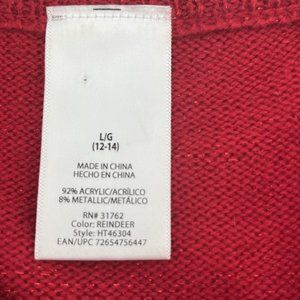 L/G
(12-14)
MADE IN CHINA
HECHO EN CHINA
92% ACRYLIC/ACRÍLICO
8% METALLIC/METÁLICO
RN# 31762
Color: REINDEER
Style: HT46304
EAN/UPC 72654756447